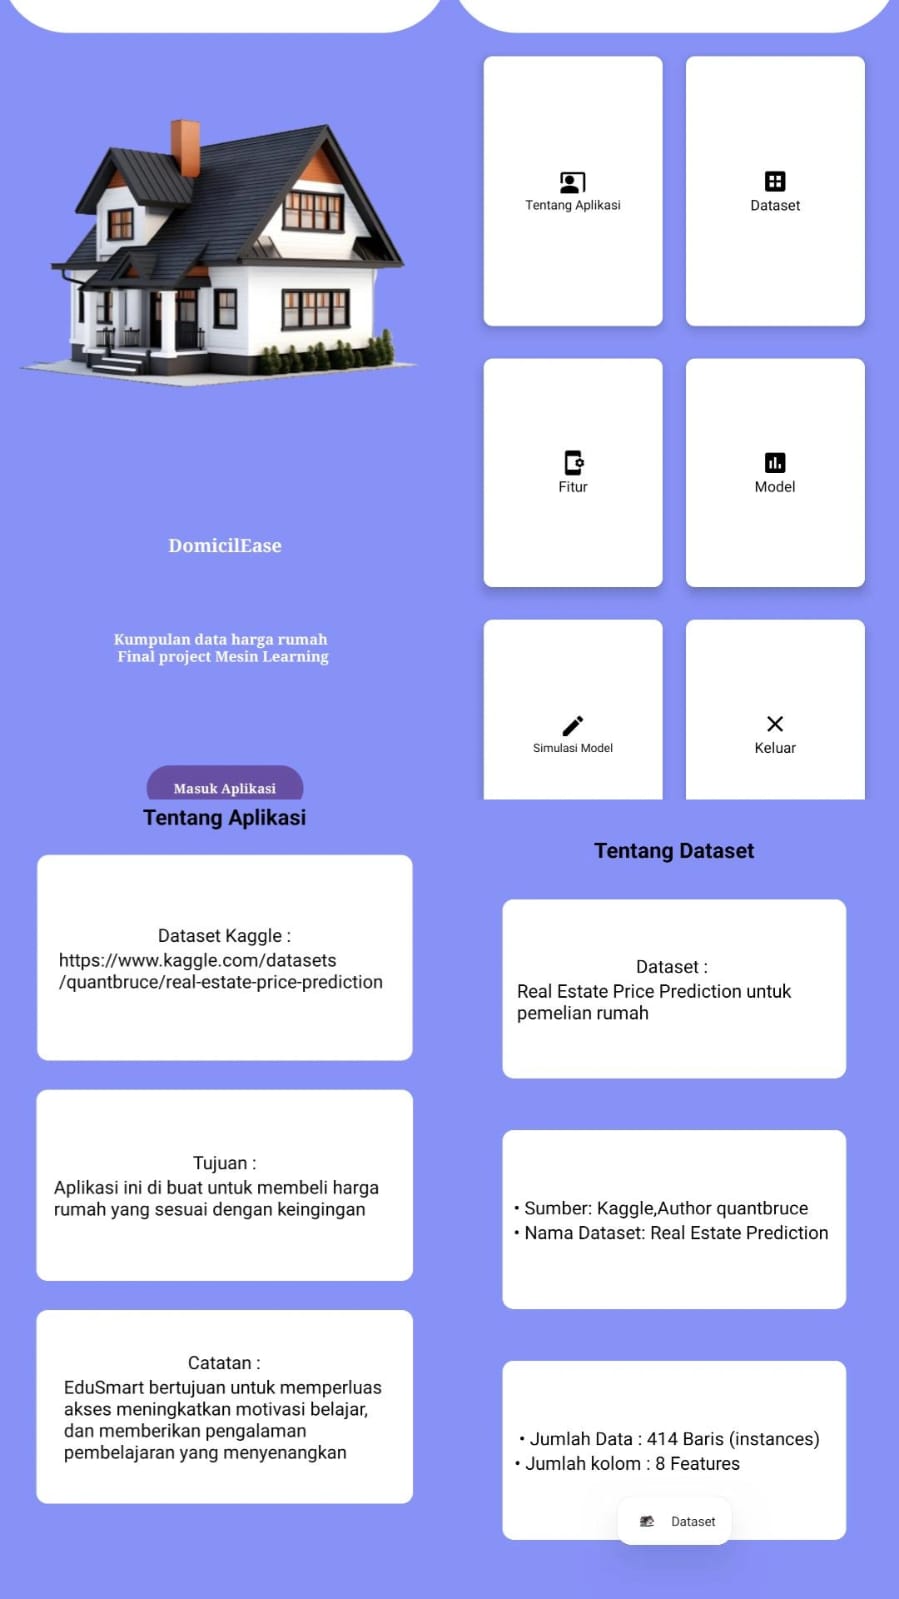 DomicilEase
Kumpulan data harga rumah
Final project Mesin Learning
Masuk Aplikasi
Tentang Aplikasi
Dataset
Fitur
Model
Simulasi Model
Keluar
Tentang Aplikasi
Dataset Kaggle :
https://www.kaggle.com/datasets
/quantbruce/real-estate-price-prediction
Tujuan :
Aplikasi ini di buat untuk membeli harga
rumah yang sesuai dengan keingingan
Catatan :
EduSmart bertujuan untuk memperluas
akses meningkatkan motivasi belajar,
dan memberikan pengalaman
pembelajaran yang menyenangkan
Tentang Dataset
Dataset :
Real Estate Price Prediction untuk
pemelian rumah
• Sumber: Kaggle,Author quantbruce
• Nama Dataset: Real Estate Prediction
• Jumlah Data : 414 Baris (instances)
• Jumlah kolom : 8 Features
Dataset